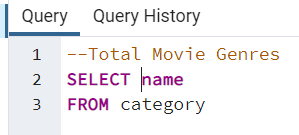 Query Query History
1 --Total Movie Genres
2 SELECT name
3 FROM category